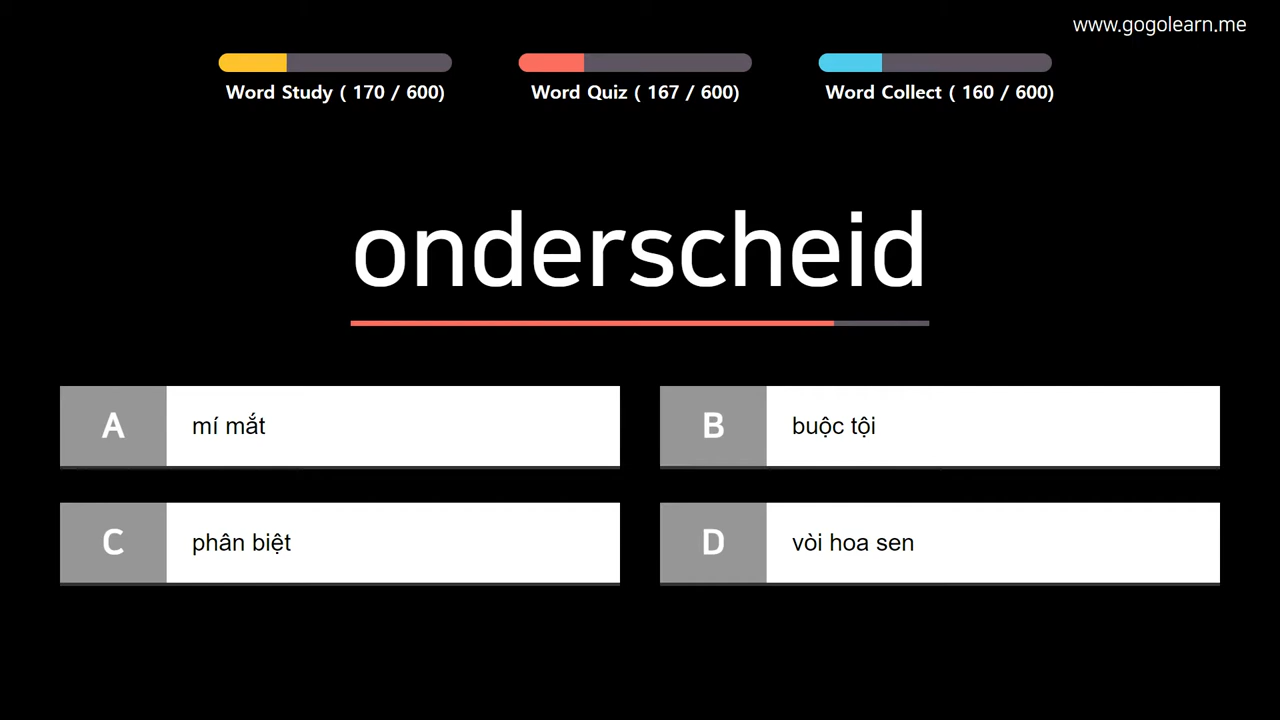 www.gogolearn.me
Word Study ( 170 / 600)
Word Quiz ( 167 / 600)
Word Collect ( 160 / 600)
onderscheid
A mí mắt
B buộc tội
C phân biệt
D vòi hoa sen